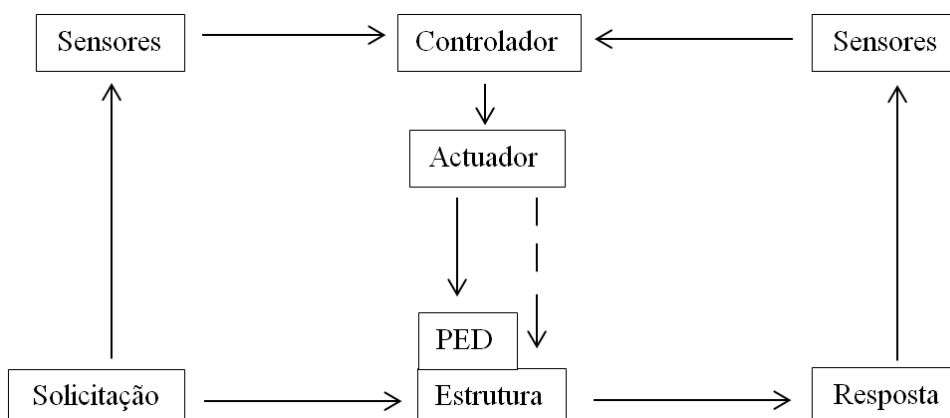 Sensores
Controlador
Sensores
Actuador
PED
Solicitação
Estrutura
Resposta